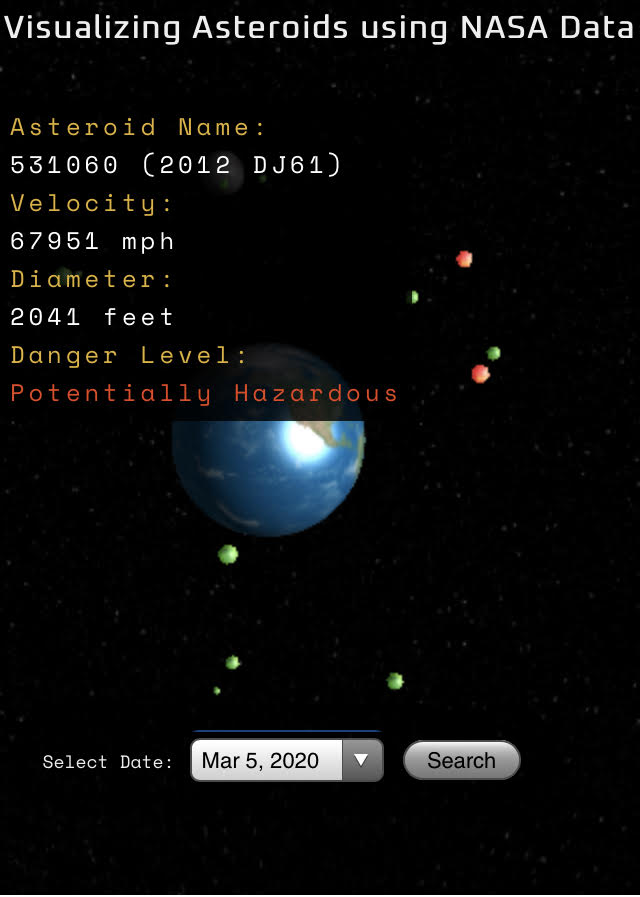 Visualizing Asteroids using NASA Data
Asteroid Name:
531060 (2012 DJ61)
Velocity:
67951 mph
Diameter:
2041 feet
Danger Level:
Potentially Hazardous
Select Date: Mar 5, 2020 Search